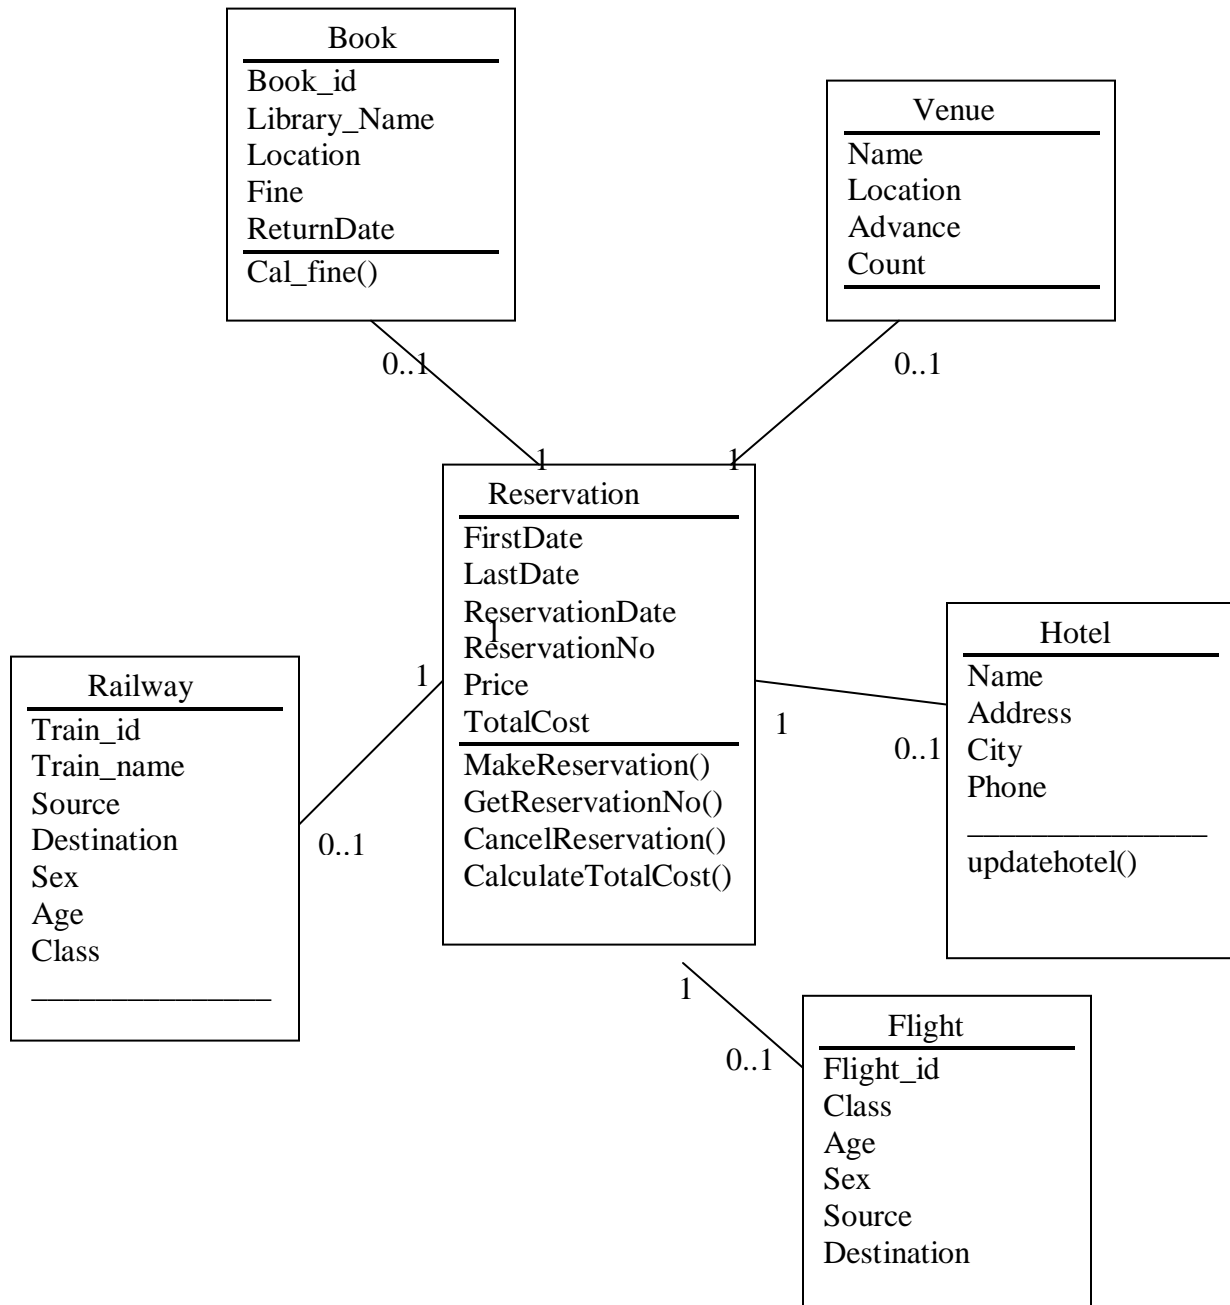 Book
Book_id
Library_Name
Location
Fine
ReturnDate
Cal_fine()
Venue
Name
Location
Advance
Count
0..1
0..1
1
1
Reservation
FirstDate
LastDate
ReservationDate
1
ReservationNo
Price
TotalCost
MakeReservation()
GetReservationNo()
CancelReservation()
CalculateTotalCost()
Railway
Train_id
Train_name
Source
Destination
Sex
Age
Class
1
0..1
Hotel
Name
Address
City
Phone
updatehotel()
1
0..1
1
0..1
Flight
Flight_id
Class
Age
Sex
Source
Destination